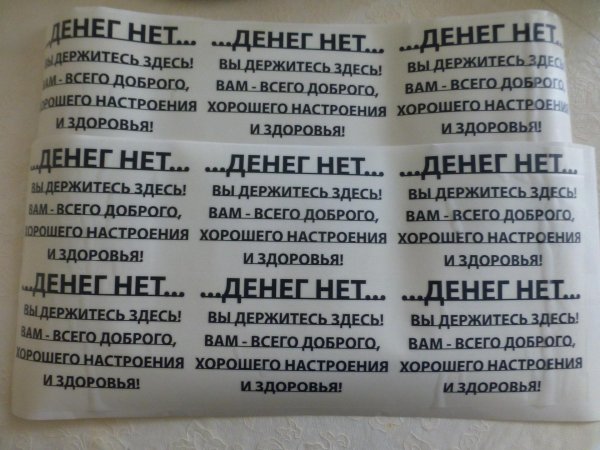 ...ДЕНЕГ НЕТ... ...ДЕНЕГ НЕТ... ...ДЕНЕГ НЕТ...
ВЫ ДЕРЖИТЕСЬ ЗДЕСЬ! ВЫ ДЕРЖИТЕСЬ ЗДЕСЬ! ВЫ ДЕРЖИТЕСЬ ЗДЕСЬ!
ВАМ - ВСЕГО ДОБРОГО, ВАМ - ВСЕГО ДОБРОГО, ВАМ - ВСЕГО ДОБРОГО,
ХОРОШЕГО НАСТРОЕНИЯ ХОРОШЕГО НАСТРОЕНИЯ ХОРОШЕГО НАСТРОЕНИЯ
И ЗДОРОВЬЯ! И ЗДОРОВЬЯ! И ЗДОРОВЬЯ!
...ДЕНЕГ НЕТ... ...ДЕНЕГ НЕТ... ...ДЕНЕГ НЕТ...
ВЫ ДЕРЖИТЕСЬ ЗДЕСЬ! ВЫ ДЕРЖИТЕСЬ ЗДЕСЬ! ВЫ ДЕРЖИТЕСЬ ЗДЕСЬ!
ВАМ - ВСЕГО ДОБРОГО, ВАМ - ВСЕГО ДОБРОГО, ВАМ - ВСЕГО ДОБРОГО,
ХОРОШЕГО НАСТРОЕНИЯ ХОРОШЕГО НАСТРОЕНИЯ ХОРОШЕГО НАСТРОЕНИЯ
И ЗДОРОВЬЯ! И ЗДОРОВЬЯ! И ЗДОРОВЬЯ!
...ДЕНЕГ НЕТ... ...ДЕНЕГ НЕТ... ...ДЕНЕГ НЕТ...
ВЫ ДЕРЖИТЕСЬ ЗДЕСЬ! ВЫ ДЕРЖИТЕСЬ ЗДЕСЬ! ВЫ ДЕРЖИТЕСЬ ЗДЕСЬ!
ВАМ - ВСЕГО ДОБРОГО, ВАМ - ВСЕГО ДОБРОГО, ВАМ - ВСЕГО ДОБРОГО,
ХОРОШЕГО НАСТРОЕНИЯ ХОРОШЕГО НАСТРОЕНИЯ ХОРОШЕГО НАСТРОЕНИЯ
И ЗДОРОВЬЯ! И ЗДОРОВЬЯ! И ЗДОРОВЬЯ!